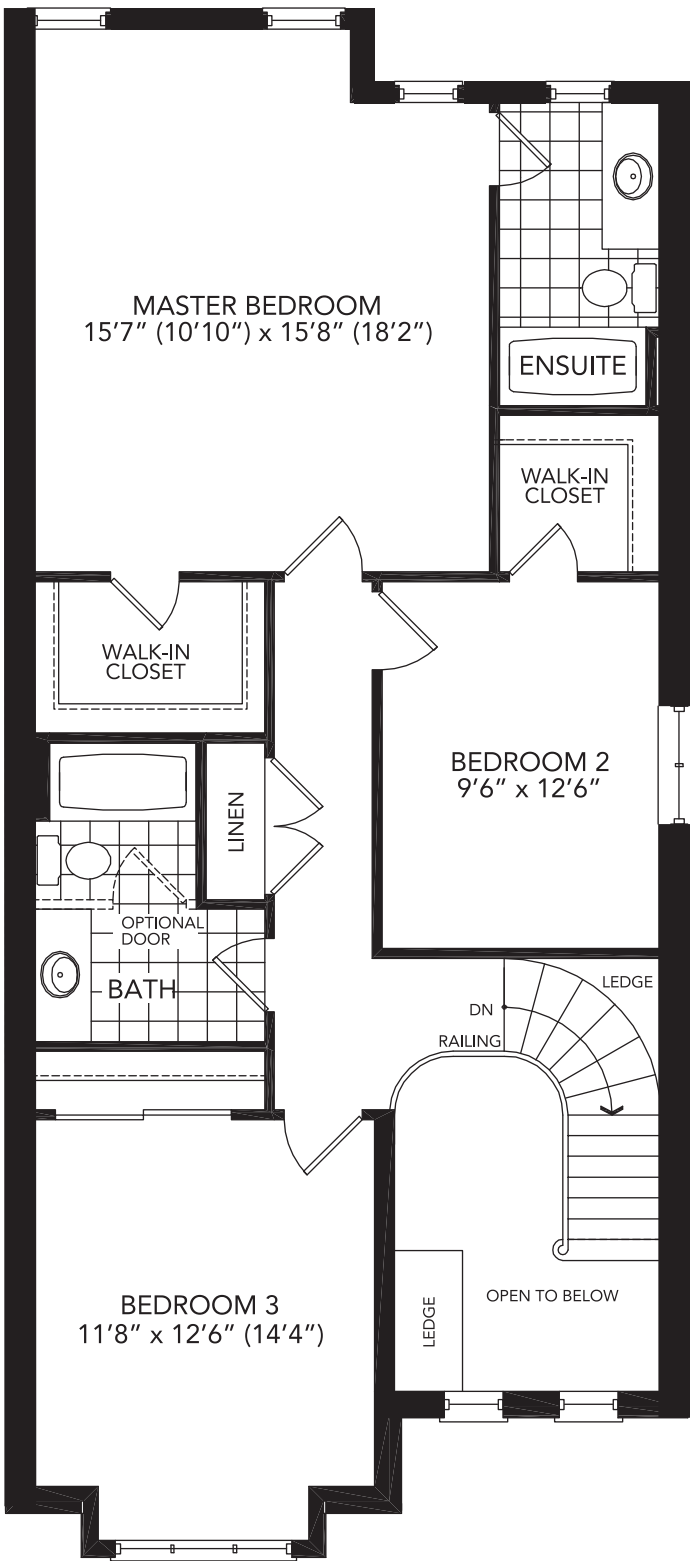 MASTER BEDROOM
15'7" (10'10") x 15'8" (18'2")
ENSUITE
WALK-IN
CLOSET
WALK-IN
CLOSET
BEDROOM 2
9'6" x 12'6"
LINEN
OPTIONAL
DOOR
BATH
LEDGE
DN
RAILING
BEDROOM 3
11'8" x 12'6" (14'4")
LEDGE
OPEN TO BELOW